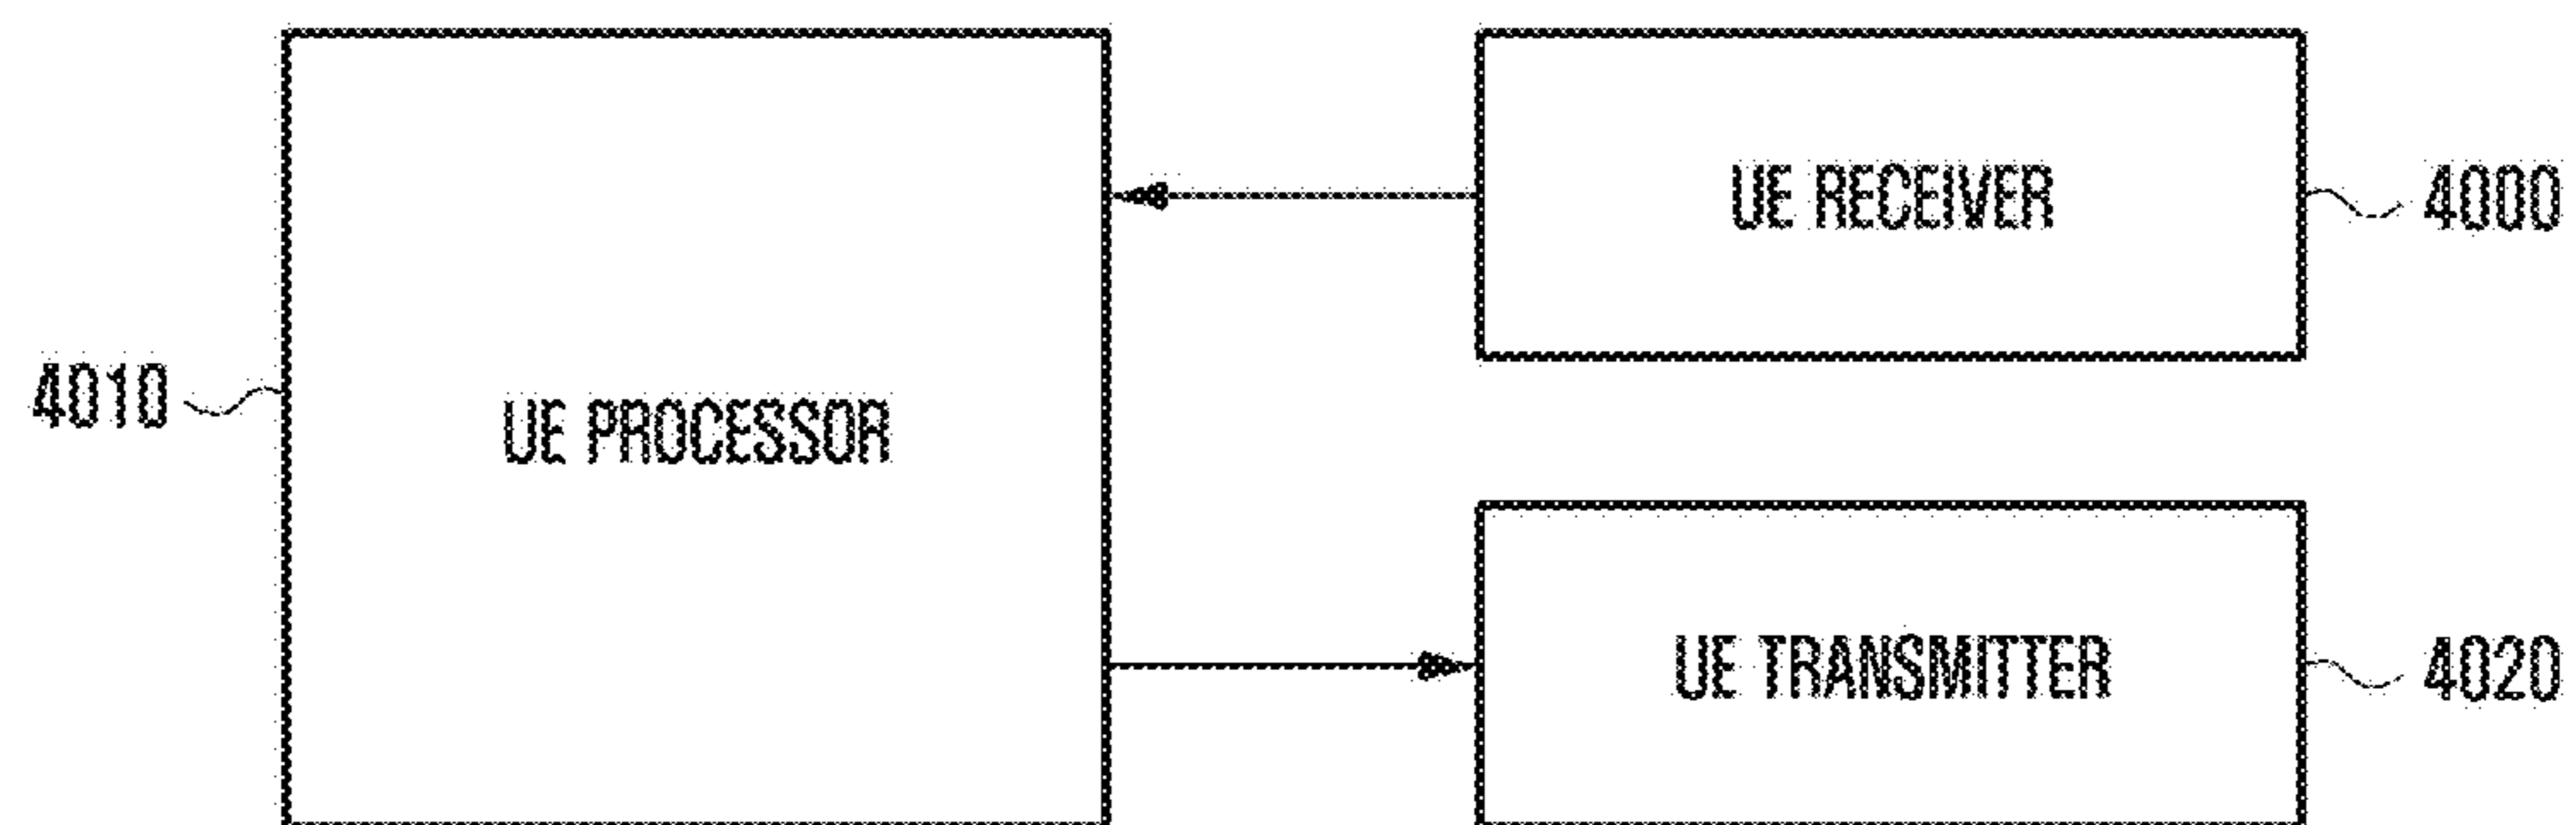 UE RECEIVER
4000
4010
UE PROCESSOR
UE TRANSMITTER
4020